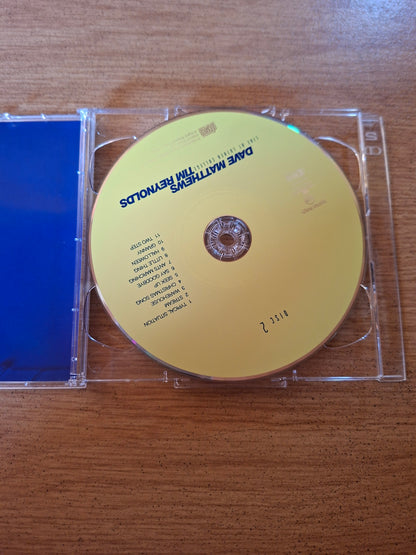 DAVE MATTHEWS
TIM REYNOLDS
LIVE AT LUTHER COLLEGE
DISC 2
1 TYPICAL SITUATION
2 STREAM
3 WAREHOUSE
4 CHRISTMAS SONG
5 SEEK UP
6 SAY GOODBYE
7 ANTS MARCHING
8 LITTLE THING
9 HALLOWEEN
10 GRANNY
11 TWO STEP